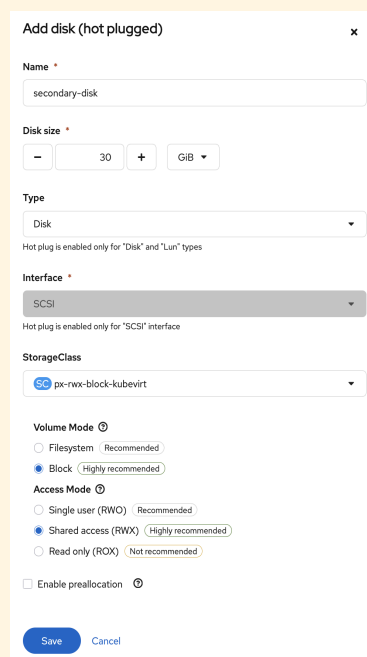 Add disk (hot plugged)
Name *
secondary-disk
Disk size *
30 GiB
Type
Disk
Hot plug is enabled only for "Disk" and "Lun" types
Interface *
SCSI
Hot plug is enabled only for "SCSI" interface
StorageClass
SC px-rwx-block-kubevirt
Volume Mode
Filesystem Recommended
Block Highly recommended
Access Mode
Single user (RWO) Recommended
Shared access (RWX) Highly recommended
Read only (ROX) Not recommended
Enable preallocation
Save Cancel